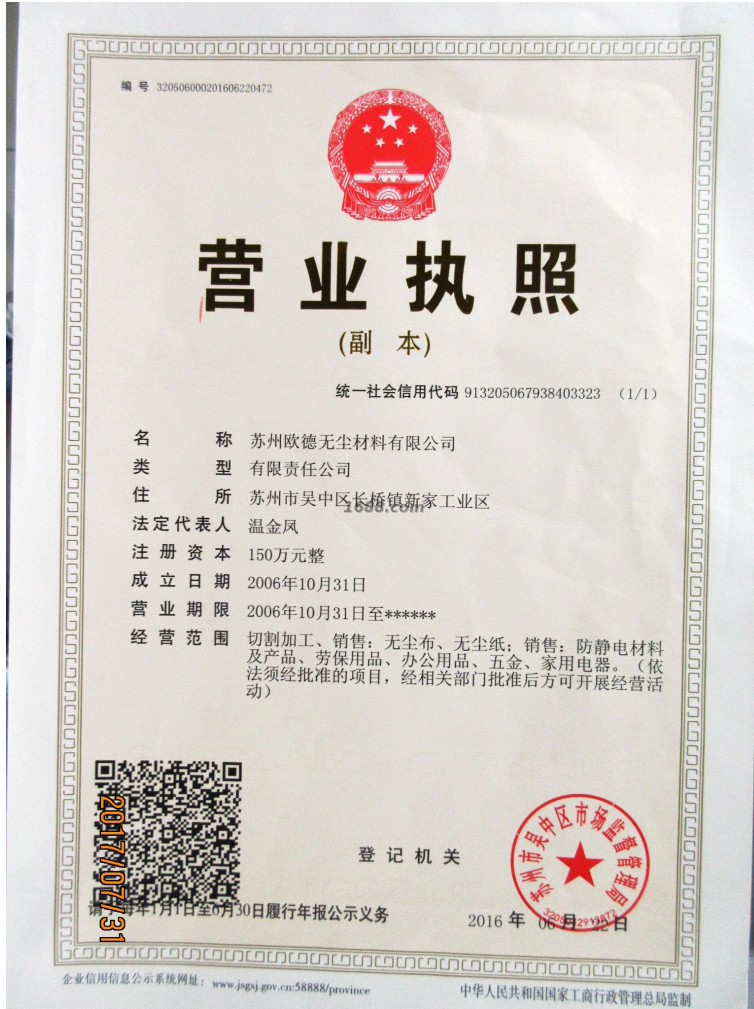 编 号 320506000201606220472
营业执照
(副 本)
统一社会信用代码 913205067938403323 (1/1)
名 称 苏州欧德无尘材料有限公司
类 型 有限责任公司
住 所 苏州市吴中区长桥镇新家工业区
1688.com
法定代表人 温金凤
注 册 资 本 150万元整
成 立 日 期 2006年10月31日
营 业 期 限 2006年10月31日至******
经 营 范 围 切割加工、销售：无尘布、无尘纸；销售：防静电材料
及产品、劳保用品、办公用品、五金、家用电器。（依
法须经批准的项目，经相关部门批准后方可开展经营活
动）
2017/07/31
登 记 机 关
苏州市吴中区市场监督管理局
请于每年1月1日至6月30日履行年报公示义务
2016 年 06 月 22 日
企业信用信息公示系统网址：www.jsgsj.gov.cn:58888/province
中华人民共和国国家工商行政管理总局监制